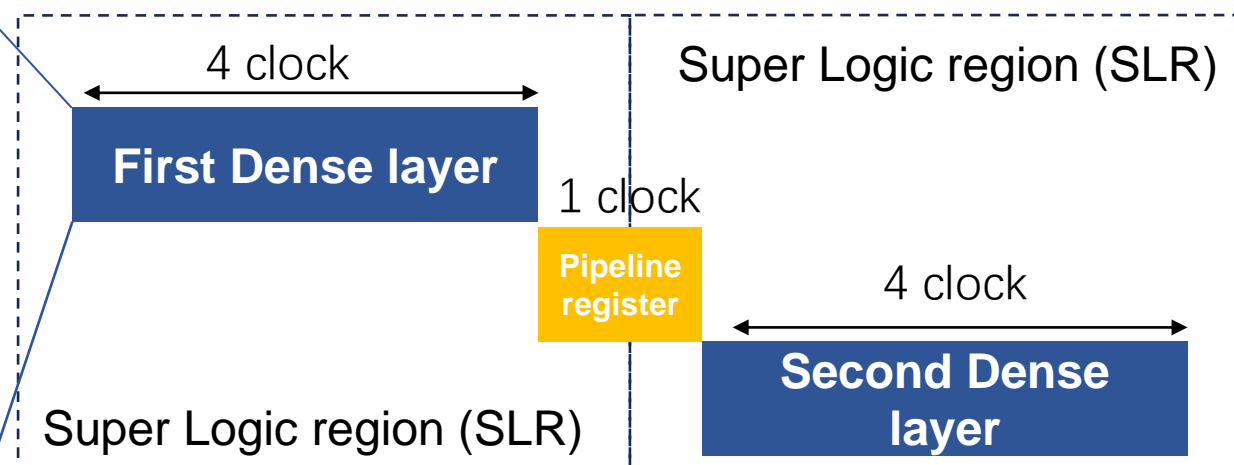 4 clock
Super Logic region (SLR)
First Dense layer
1 clock
Pipeline
register
4 clock
Second Dense
layer
Super Logic region (SLR)